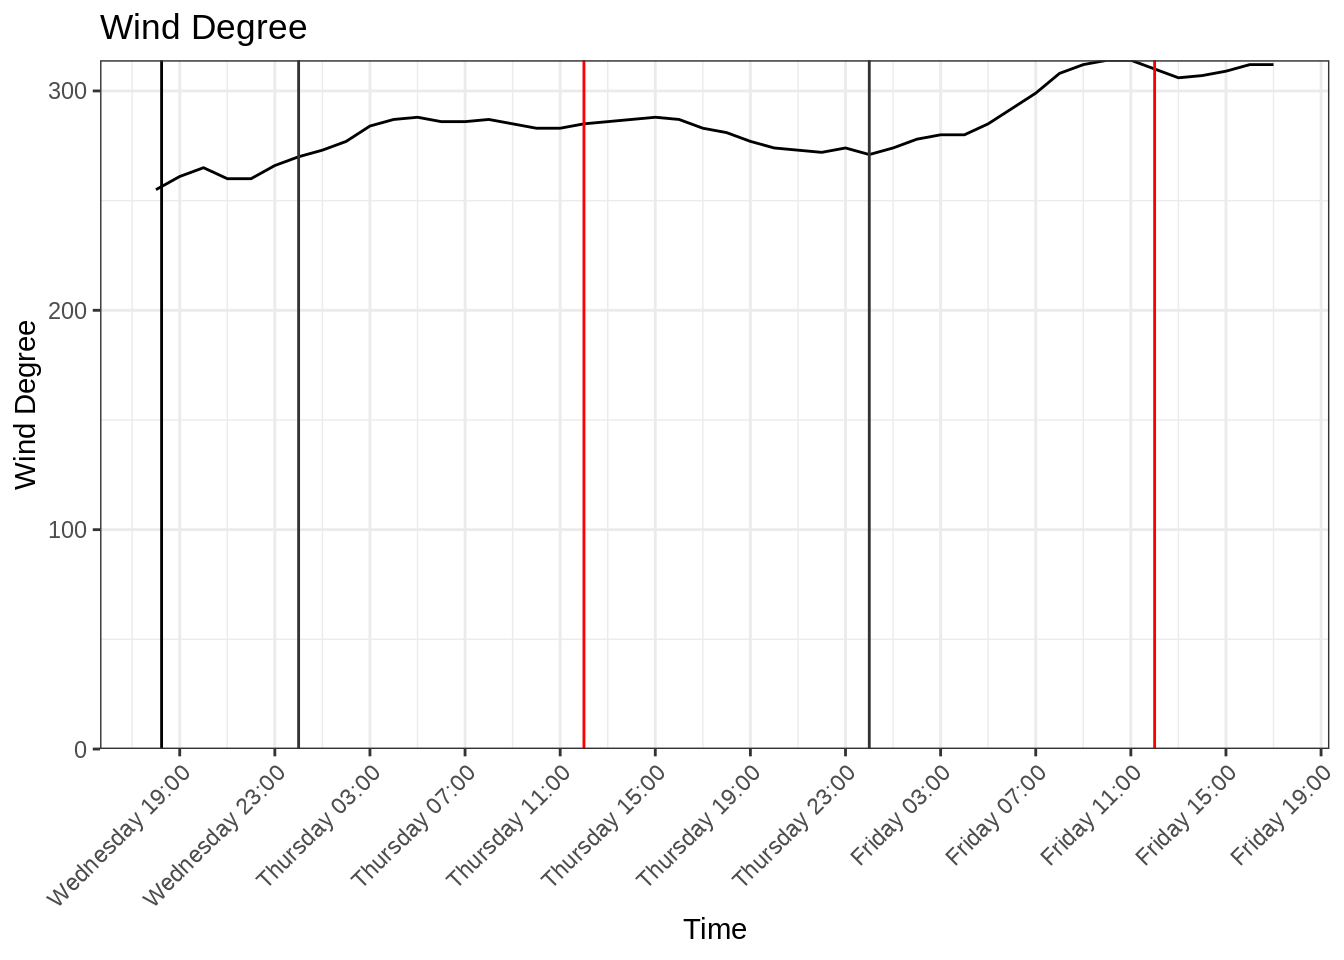 Wind Degree
Wind Degree
300
200
100
0
Wednesday 19:00
Wednesday 23:00
Thursday 03:00
Thursday 07:00
Thursday 11:00
Thursday 15:00
Thursday 19:00
Thursday 23:00
Friday 03:00
Friday 07:00
Friday 11:00
Friday 15:00
Friday 19:00
Time